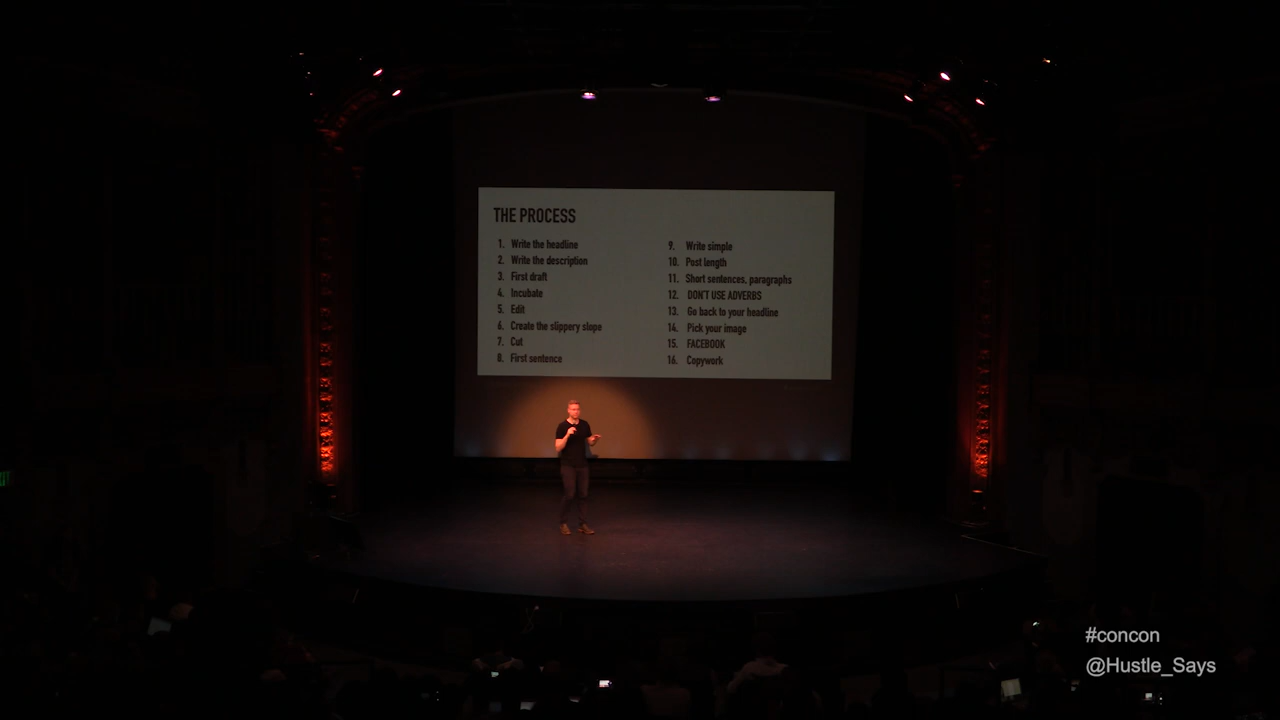 THE PROCESS
1. Write the headline
2. Write the description
3. First draft
4. Incubate
5. Edit
6. Create the slippery slope
7. Cut
8. First sentence
9. Write simple
10. Post length
11. Short sentences, paragraphs
12. DON'T USE ADVERBS
13. Go back to your headline
14. Pick your image
15. FACEBOOK
16. Copywork
#concon
@Hustle_Says